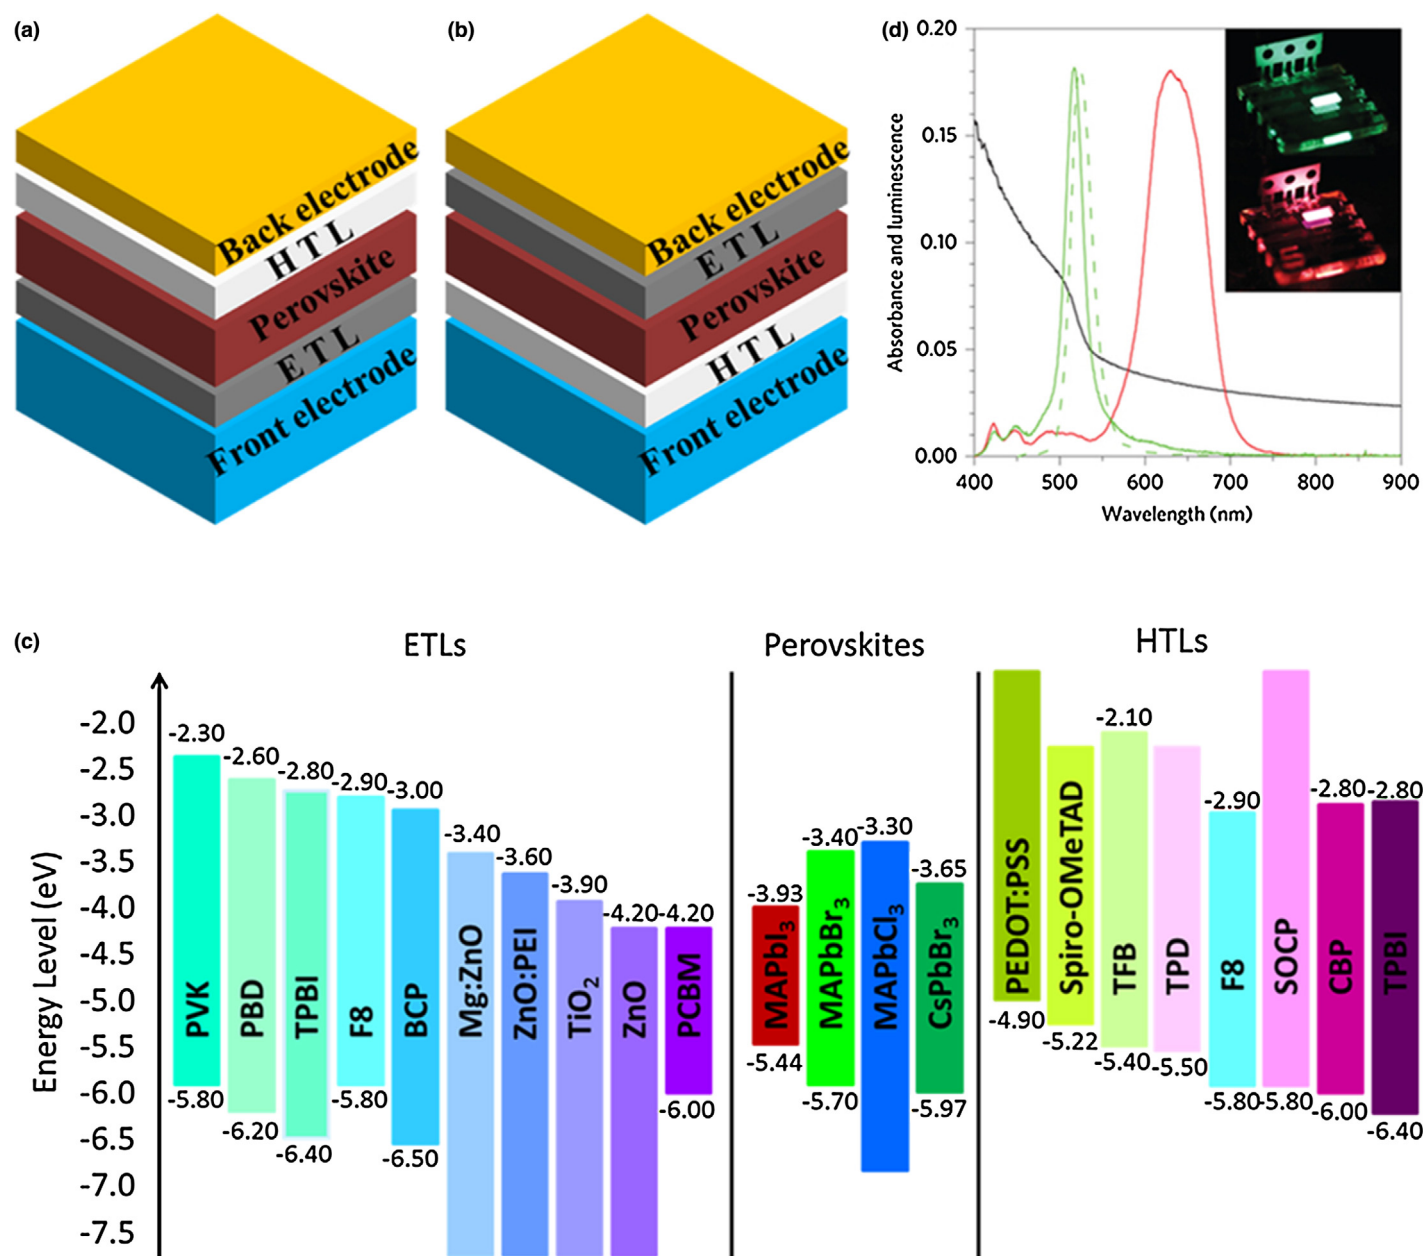 (a)
Back electrode
H T L
Perovskite
E T L
Front electrode
(b)
Back electrode
E T L
Perovskite
H T L
Front electrode
(d)
Absorbance and luminescence
0.20
0.15
0.10
0.05
0.00
400 500 600 700 800 900
Wavelength (nm)
(c)
ETLs
Perovskites
HTLs
Energy Level (eV)
-2.0
-2.5
-3.0
-3.5
-4.0
-4.5
-5.0
-5.5
-6.0
-6.5
-7.0
-7.5
-2.30
PVK
-5.80
-2.60
PBD
-6.20
-2.80
TPBI
-6.40
-2.90
F8
-5.80
-3.00
BCP
-6.50
-3.40
Mg:ZnO
-3.60
ZnO:PEI
-3.90
TiO2
-4.20
ZnO
-4.20
PCBM
-6.00
-3.93
MAPbI3
-5.44
-3.40
MAPbBr3
-5.70
-3.30
MAPbCl3
-3.65
CsPbBr3
-5.97
PEDOT:PSS
-4.90
Spiro-OMeTAD
-5.22
-2.10
TFB
-5.40
TPD
-5.50
-2.90
F8
-5.80
SOCP
-5.80
-2.80
CBP
-6.00
-2.80
TPBI
-6.40